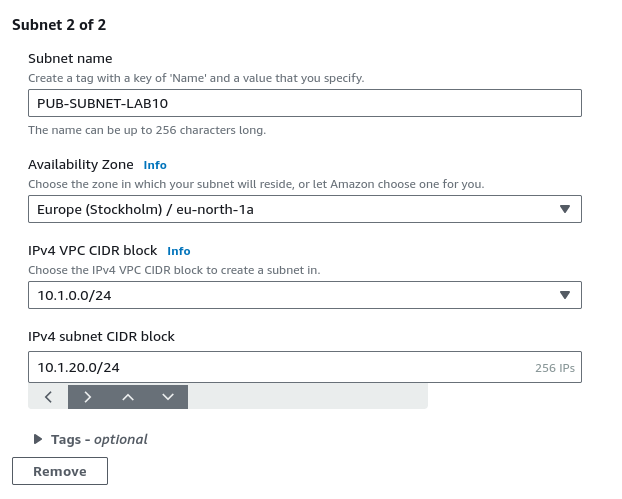 Subnet 2 of 2
Subnet name
Create a tag with a key of 'Name' and a value that you specify.
PUB-SUBNET-LAB10
The name can be up to 256 characters long.
Availability Zone Info
Choose the zone in which your subnet will reside, or let Amazon choose one for you.
Europe (Stockholm) / eu-north-1a
IPv4 VPC CIDR block Info
Choose the IPv4 VPC CIDR block to create a subnet in.
10.1.0.0/24
IPv4 subnet CIDR block
10.1.20.0/24 256 IPs
Tags - optional
Remove